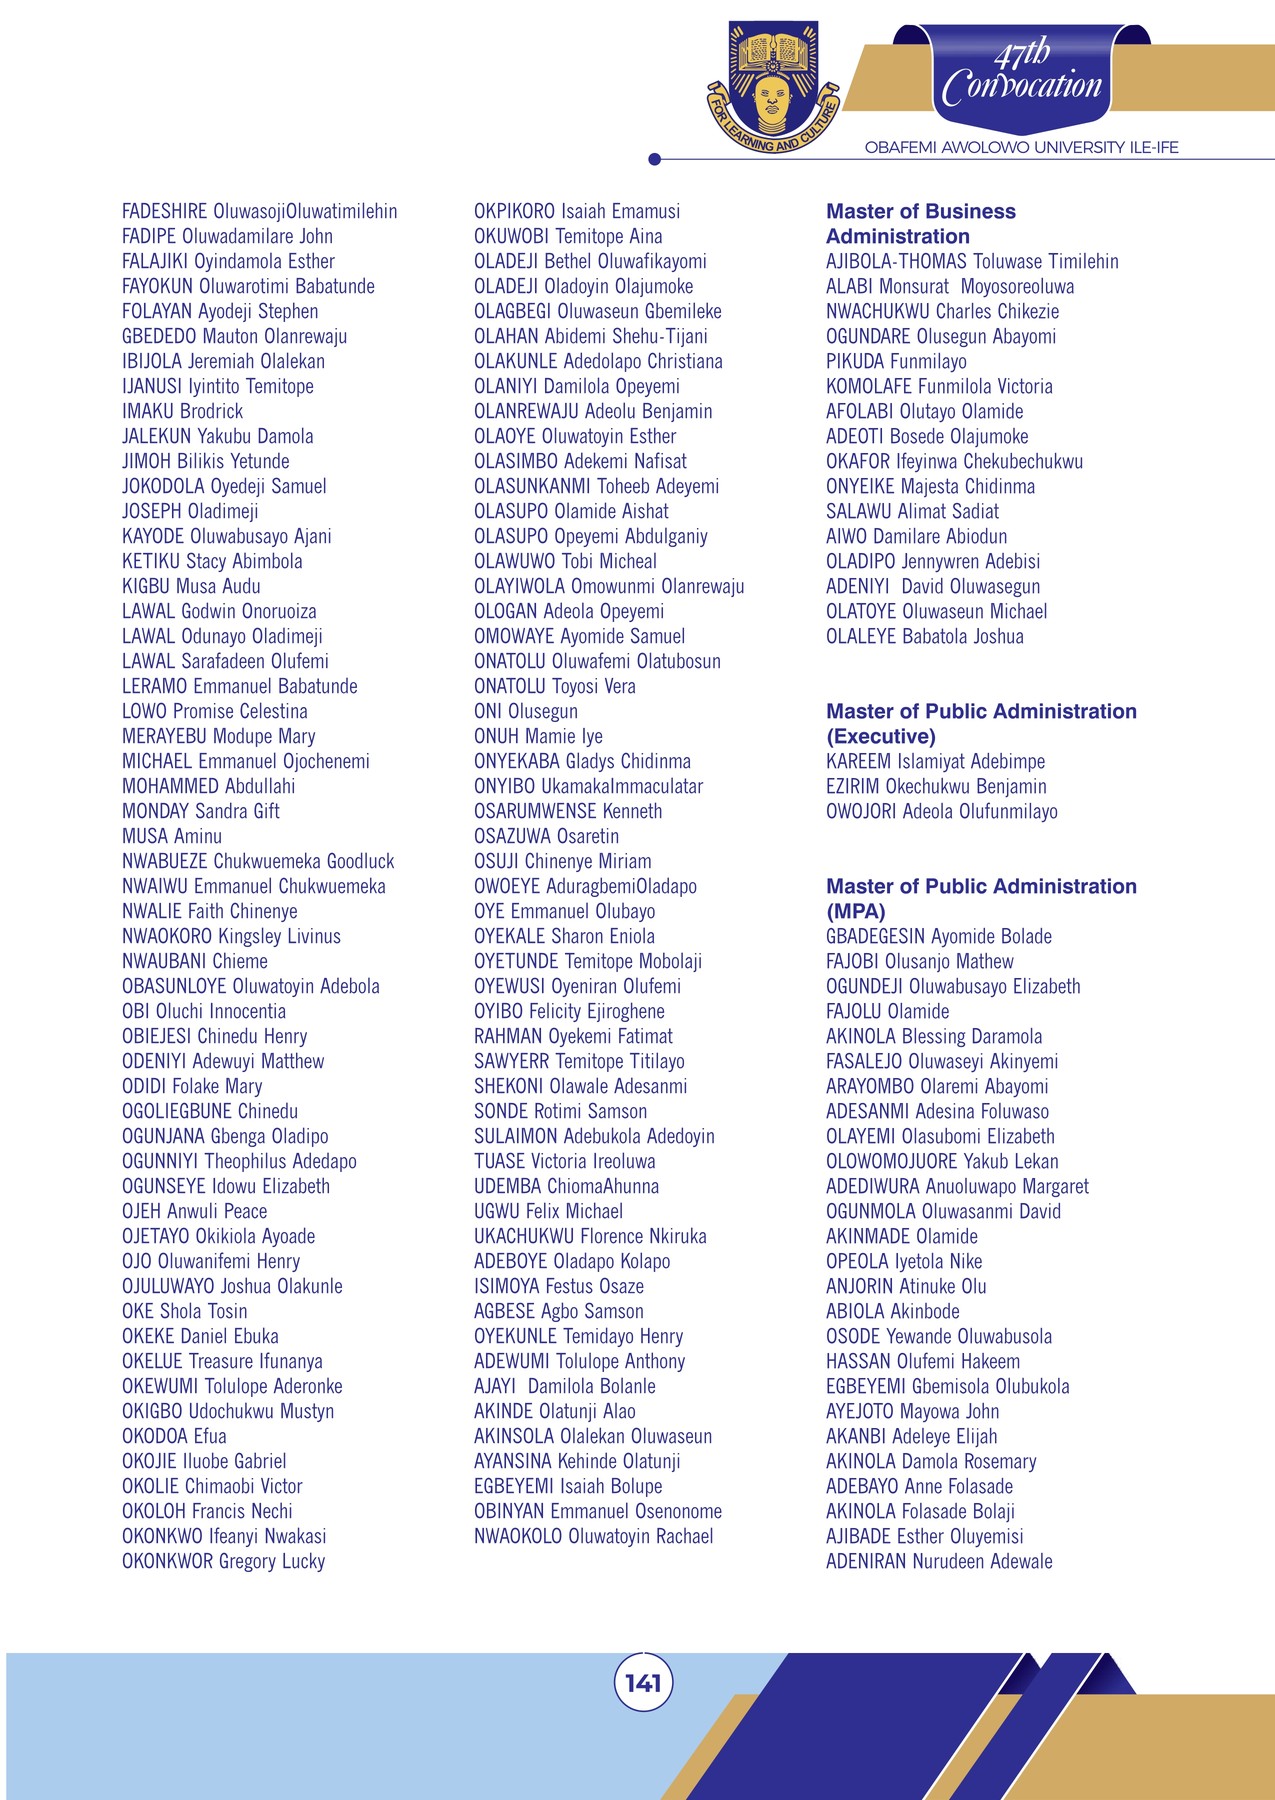 FOR LEARNING AND CULTURE
47th
Convocation
OBAFEMI AWOLOWO UNIVERSITY ILE-IFE
FADESHIRE OluwasojiOluwatimilehin
FADIPE Oluwadamilare John
FALAJIKI Oyindamola Esther
FAYOKUN Oluwarotimi Babatunde
FOLAYAN Ayodeji Stephen
GBEDEDO Mauton Olanrewaju
IBIJOLA Jeremiah Olalekan
IJANUSI Iyintito Temitope
IMAKU Brodrick
JALEKUN Yakubu Damola
JIMOH Bilikis Yetunde
JOKODOLA Oyedeji Samuel
JOSEPH Oladimeji
KAYODE Oluwabusayo Ajani
KETIKU Stacy Abimbola
KIGBU Musa Audu
LAWAL Godwin Onoruoiza
LAWAL Odunayo Oladimeji
LAWAL Sarafadeen Olufemi
LERAMO Emmanuel Babatunde
LOWO Promise Celestina
MERAYEBU Modupe Mary
MICHAEL Emmanuel Ojochenemi
MOHAMMED Abdullahi
MONDAY Sandra Gift
MUSA Aminu
NWABUEZE Chukwuemeka Goodluck
NWAIWU Emmanuel Chukwuemeka
NWALIE Faith Chinenye
NWAOKORO Kingsley Livinus
NWAUBANI Chieme
OBASUNLOYE Oluwatoyin Adebola
OBI Oluchi Innocentia
OBIEJESI Chinedu Henry
ODENIYI Adewuyi Matthew
ODIDI Folake Mary
OGOLIEGBUNE Chinedu
OGUNJANA Gbenga Oladipo
OGUNNIYI Theophilus Adedapo
OGUNSEYE Idowu Elizabeth
OJEH Anwuli Peace
OJETAYO Okikiola Ayoade
OJO Oluwanifemi Henry
OJULUWAYO Joshua Olakunle
OKE Shola Tosin
OKEKE Daniel Ebuka
OKELUE Treasure Ifunanya
OKEWUMI Tolulope Aderonke
OKIGBO Udochukwu Mustyn
OKODOA Efua
OKOJIE Iluobe Gabriel
OKOLIE Chimaobi Victor
OKOLOH Francis Nechi
OKONKWO Ifeanyi Nwakasi
OKONKWOR Gregory Lucky
OKPIKORO Isaiah Emamusi
OKUWOBI Temitope Aina
OLADEJI Bethel Oluwafikayomi
OLADEJI Oladoyin Olajumoke
OLAGBEGI Oluwaseun Gbemileke
OLAHAN Abidemi Shehu-Tijani
OLAKUNLE Adedolapo Christiana
OLANIYI Damilola Opeyemi
OLANREWAJU Adeolu Benjamin
OLAOYE Oluwatoyin Esther
OLASIMBO Adekemi Nafisat
OLASUNKANMI Toheeb Adeyemi
OLASUPO Olamide Aishat
OLASUPO Opeyemi Abdulganiy
OLAWUWO Tobi Micheal
OLAYIWOLA Omowunmi Olanrewaju
OLOGAN Adeola Opeyemi
OMOWAYE Ayomide Samuel
ONATOLU Oluwafemi Olatubosun
ONATOLU Toyosi Vera
ONI Olusegun
ONUH Mamie Iye
ONYEKABA Gladys Chidinma
ONYIBO UkamakaImmaculatar
OSARUMWENSE Kenneth
OSAZUWA Osaretin
OSUJI Chinenye Miriam
OWOEYE AduragbemiOladapo
OYE Emmanuel Olubayo
OYEKALE Sharon Eniola
OYETUNDE Temitope Mobolaji
OYEWUSI Oyeniran Olufemi
OYIBO Felicity Ejiroghene
RAHMAN Oyekemi Fatimat
SAWYERR Temitope Titilayo
SHEKONI Olawale Adesanmi
SONDE Rotimi Samson
SULAIMON Adebukola Adedoyin
TUASE Victoria Ireoluwa
UDEMBA ChiomaAhunna
UGWU Felix Michael
UKACHUKWU Florence Nkiruka
ADEBOYE Oladapo Kolapo
ISIMOYA Festus Osaze
AGBESE Agbo Samson
OYEKUNLE Temidayo Henry
ADEWUMI Tolulope Anthony
AJAYI  Damilola Bolanle
AKINDE Olatunji Alao
AKINSOLA Olalekan Oluwaseun
AYANSINA Kehinde Olatunji
EGBEYEMI Isaiah Bolupe
OBINYAN Emmanuel Osenonome
NWAOKOLO Oluwatoyin Rachael
Master of Business
Administration
AJIBOLA-THOMAS Toluwase Timilehin
ALABI Monsurat  Moyosoreoluwa
NWACHUKWU Charles Chikezie
OGUNDARE Olusegun Abayomi
PIKUDA Funmilayo
KOMOLAFE Funmilola Victoria
AFOLABI Olutayo Olamide
ADEOTI Bosede Olajumoke
OKAFOR Ifeyinwa Chekubechukwu
ONYEIKE Majesta Chidinma
SALAWU Alimat Sadiat
AIWO Damilare Abiodun
OLADIPO Jennywren Adebisi
ADENIYI  David Oluwasegun
OLATOYE Oluwaseun Michael
OLALEYE Babatola Joshua
Master of Public Administration
(Executive)
KAREEM Islamiyat Adebimpe
EZIRIM Okechukwu Benjamin
OWOJORI Adeola Olufunmilayo
Master of Public Administration
(MPA)
GBADEGESIN Ayomide Bolade
FAJOBI Olusanjo Mathew
OGUNDEJI Oluwabusayo Elizabeth
FAJOLU Olamide
AKINOLA Blessing Daramola
FASALEJO Oluwaseyi Akinyemi
ARAYOMBO Olaremi Abayomi
ADESANMI Adesina Foluwaso
OLAYEMI Olasubomi Elizabeth
OLOWOMOJUORE Yakub Lekan
ADEDIWURA Anuoluwapo Margaret
OGUNMOLA Oluwasanmi David
AKINMADE Olamide
OPEOLA Iyetola Nike
ANJORIN Atinuke Olu
ABIOLA Akinbode
OSODE Yewande Oluwabusola
HASSAN Olufemi Hakeem
EGBEYEMI Gbemisola Olubukola
AYEJOTO Mayowa John
AKANBI Adeleye Elijah
AKINOLA Damola Rosemary
ADEBAYO Anne Folasade
AKINOLA Folasade Bolaji
AJIBADE Esther Oluyemisi
ADENIRAN Nurudeen Adewale
141